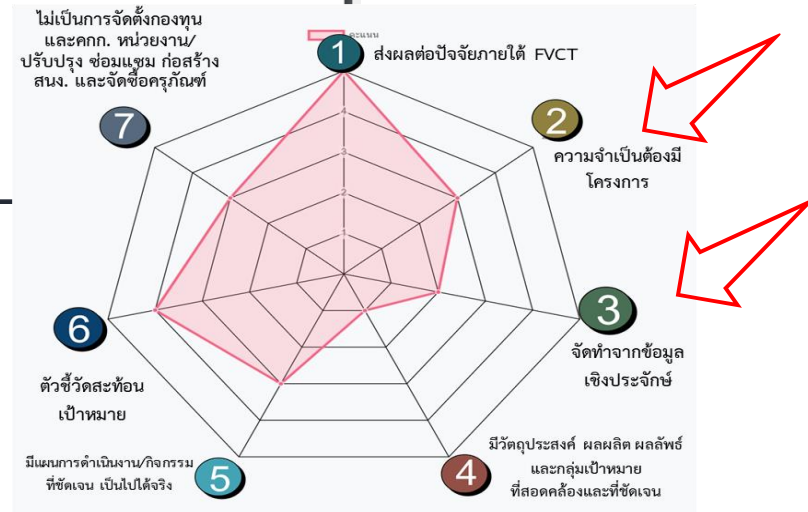 ไม่เป็นการจัดตั้งกองทุน
และคกก. หน่วยงาน/
ปรับปรุง ซ่อมแซม ก่อสร้าง
สนง. และจัดซื้อครุภัณฑ์
คะแนน
1
ส่งผลต่อปัจจัยภายใต้ FVCT
7
2
ความจำเป็นต้องมี
โครงการ
4
3
2
1
3
จัดทำจากข้อมูล
เชิงประจักษ์
6
ตัวชี้วัดสะท้อน
เป้าหมาย
มีแผนการดำเนินงาน/กิจกรรม
ที่ชัดเจน เป็นไปได้จริง
5
4
มีวัตถุประสงค์ ผลผลิต ผลลัพธ์
และกลุ่มเป้าหมาย
ที่สอดคล้องและที่ชัดเจน